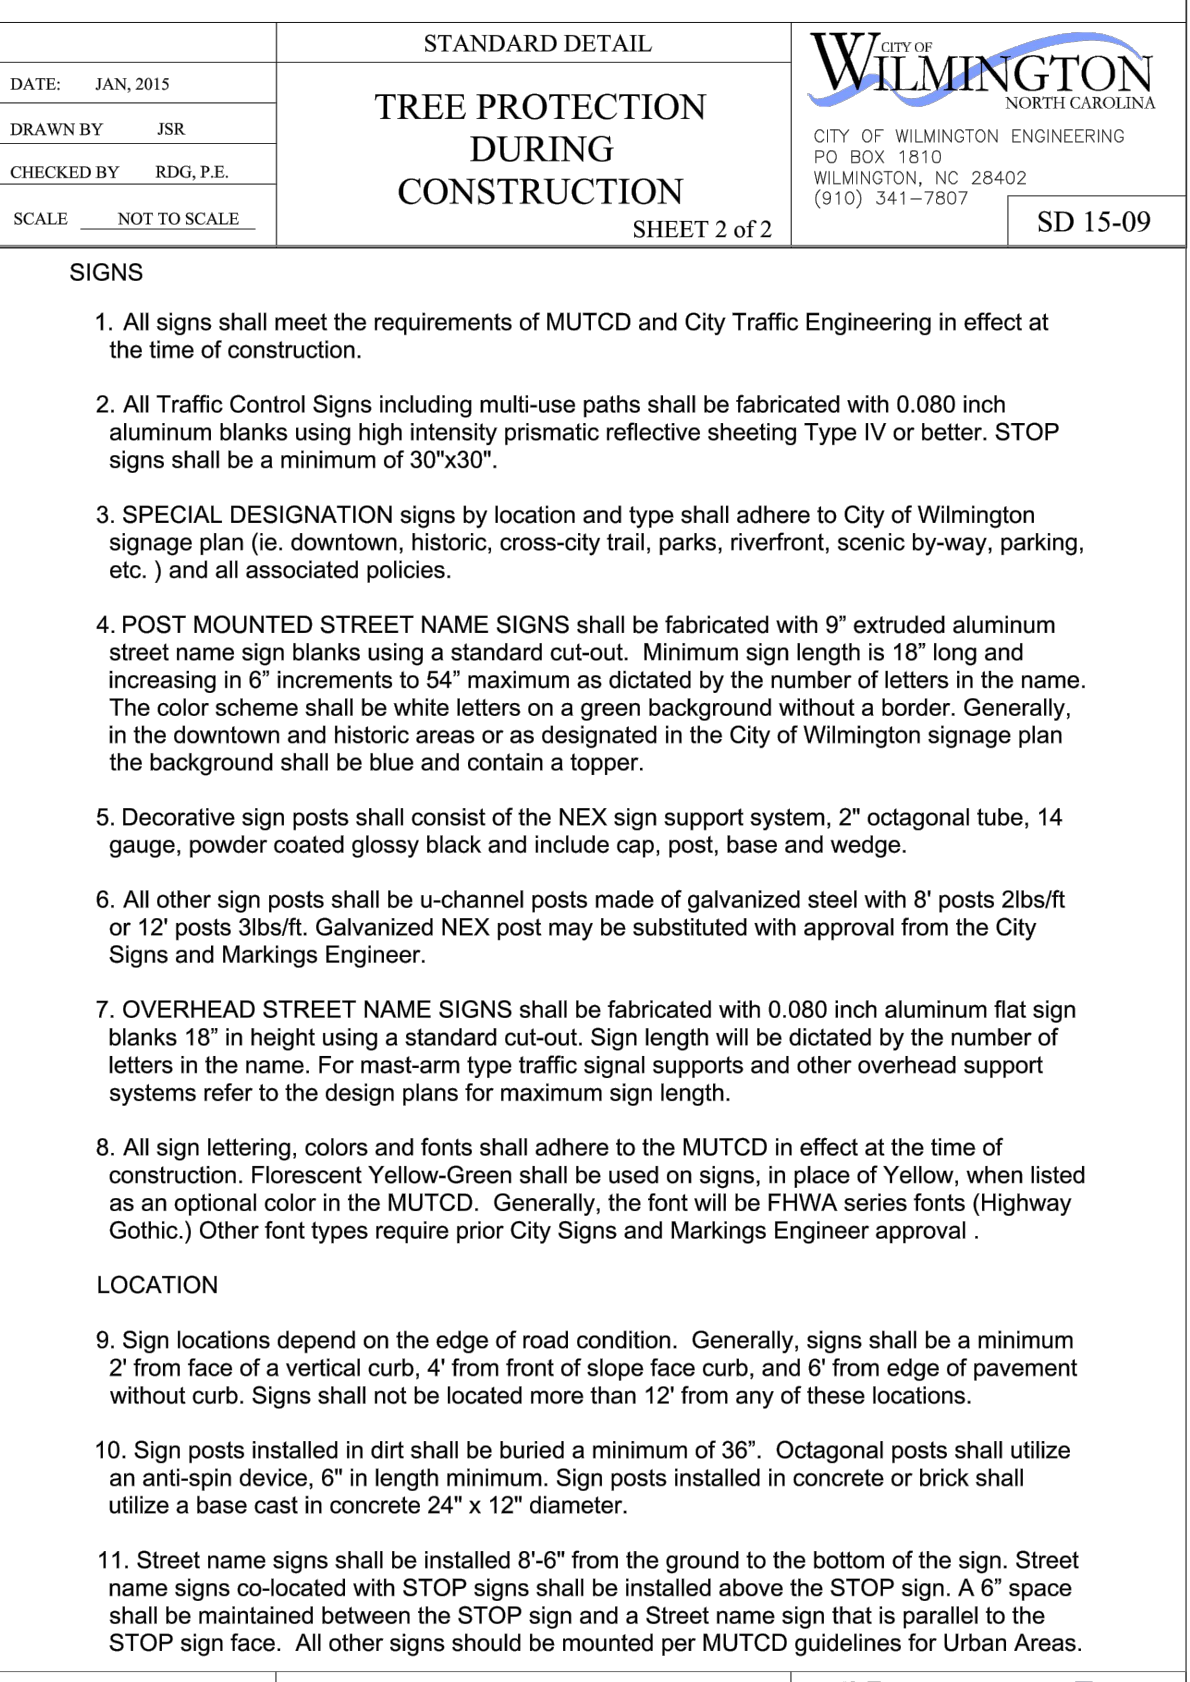 STANDARD DETAIL
DATE: JAN, 2015
DRAWN BY JSR
CHECKED BY RDG, P.E.
SCALE NOT TO SCALE
TREE PROTECTION
DURING
CONSTRUCTION
SHEET 2 of 2
CITY OF
WILMINGTON
NORTH CAROLINA
CITY OF WILMINGTON ENGINEERING
PO BOX 1810
WILMINGTON, NC 28402
(910) 341-7807
SD 15-09
SIGNS
1. All signs shall meet the requirements of MUTCD and City Traffic Engineering in effect at
the time of construction.
2. All Traffic Control Signs including multi-use paths shall be fabricated with 0.080 inch
aluminum blanks using high intensity prismatic reflective sheeting Type IV or better. STOP
signs shall be a minimum of 30"x30".
3. SPECIAL DESIGNATION signs by location and type shall adhere to City of Wilmington
signage plan (ie. downtown, historic, cross-city trail, parks, riverfront, scenic by-way, parking,
etc. ) and all associated policies.
4. POST MOUNTED STREET NAME SIGNS shall be fabricated with 9” extruded aluminum
street name sign blanks using a standard cut-out.  Minimum sign length is 18” long and
increasing in 6” increments to 54” maximum as dictated by the number of letters in the name.
The color scheme shall be white letters on a green background without a border. Generally,
in the downtown and historic areas or as designated in the City of Wilmington signage plan
the background shall be blue and contain a topper.
5. Decorative sign posts shall consist of the NEX sign support system, 2" octagonal tube, 14
gauge, powder coated glossy black and include cap, post, base and wedge.
6. All other sign posts shall be u-channel posts made of galvanized steel with 8' posts 2lbs/ft
or 12' posts 3lbs/ft. Galvanized NEX post may be substituted with approval from the City
Signs and Markings Engineer.
7. OVERHEAD STREET NAME SIGNS shall be fabricated with 0.080 inch aluminum flat sign
blanks 18” in height using a standard cut-out. Sign length will be dictated by the number of
letters in the name. For mast-arm type traffic signal supports and other overhead support
systems refer to the design plans for maximum sign length.
8. All sign lettering, colors and fonts shall adhere to the MUTCD in effect at the time of
construction. Florescent Yellow-Green shall be used on signs, in place of Yellow, when listed
as an optional color in the MUTCD.  Generally, the font will be FHWA series fonts (Highway
Gothic.) Other font types require prior City Signs and Markings Engineer approval .
LOCATION
9. Sign locations depend on the edge of road condition.  Generally, signs shall be a minimum
2' from face of a vertical curb, 4' from front of slope face curb, and 6' from edge of pavement
without curb. Signs shall not be located more than 12' from any of these locations.
10. Sign posts installed in dirt shall be buried a minimum of 36”.  Octagonal posts shall utilize
an anti-spin device, 6" in length minimum. Sign posts installed in concrete or brick shall
utilize a base cast in concrete 24" x 12" diameter.
11. Street name signs shall be installed 8'-6" from the ground to the bottom of the sign. Street
name signs co-located with STOP signs shall be installed above the STOP sign. A 6” space
shall be maintained between the STOP sign and a Street name sign that is parallel to the
STOP sign face.  All other signs should be mounted per MUTCD guidelines for Urban Areas.